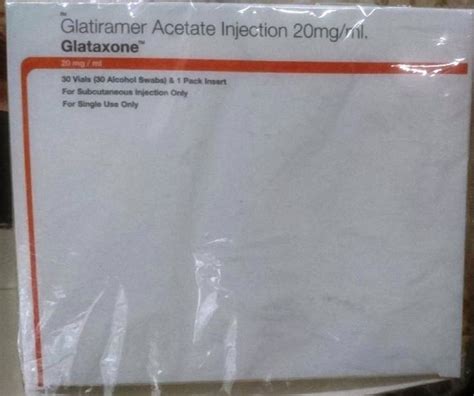 Rx
Glatiramer Acetate Injection 20mg/ml.
Glataxone™
20 mg / ml
30 Vials (30 Alcohol Swabs) & 1 Pack Insert
For Subcutaneous Injection Only
For Single Use Only